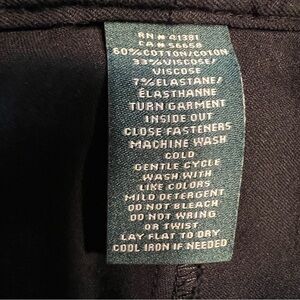 RN # 41381
CA # 56658
60% COTTON/COTON
33% VISCOSE/
VISCOSE
7% ELASTANE/
ÉLASTHANNE
TURN GARMENT
INSIDE OUT
CLOSE FASTENERS
MACHINE WASH
COLD
GENTLE CYCLE
WASH WITH
LIKE COLORS
MILD DETERGENT
DO NOT BLEACH
DO NOT WRING
OR TWIST
LAY FLAT TO DRY
COOL IRON IF NEEDED